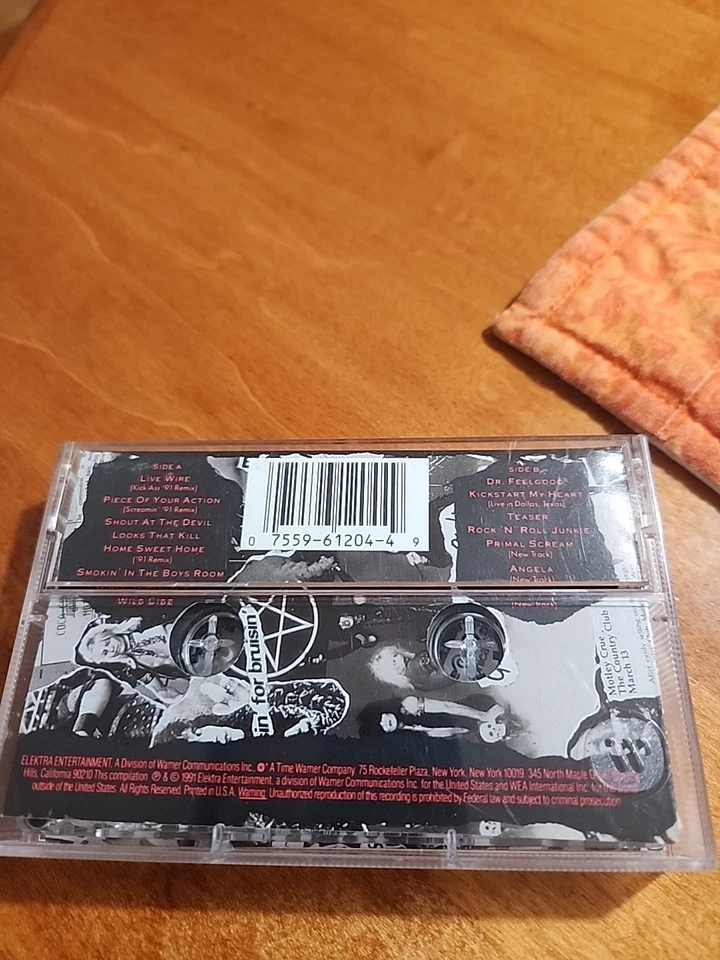 SIDE A
LIVE WIRE
(Kick Ass '91 Remix)
PIECE OF YOUR ACTION
(Screamin' '91 Remix)
SHOUT AT THE DEVIL
LOOKS THAT KILL
HOME SWEET HOME
('91 Remix)
SMOKIN' IN THE BOYS ROOM
WILD SIDE
0 7559-61204-4 9
SIDE B
DR. FEELGOOD
KICKSTART MY HEART
(Live in Dallas, Texas)
TEASER
ROCK 'N' ROLL JUNKIE
PRIMAL SCREAM
(New Track)
ANGELA
(New Track)
(New Track)
in' for bruisin'
Motley Crue
The Country Club
March 13
ELEKTRA ENTERTAINMENT, A Division of Warner Communications Inc. A Time Warner Company. 75 Rockefeller Plaza, New York, New York 10019 345 North Maple
Hills, California 90210 This compilation ℗ & © 1991 Elektra Entertainment, a division of Warner Communications Inc. for the United States and WEA International Inc. for the
outside of the United States. All Rights Reserved. Printed in U.S.A. Warning: Unauthorized reproduction of this recording is prohibited by Federal law and subject to criminal prosecution